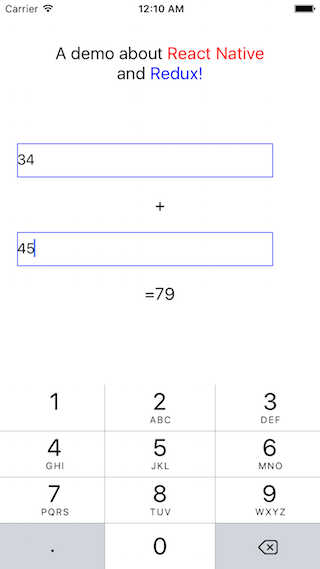 Carrier 12:10 AM
A demo about React Native
and Redux!
34
+
45
=79
1 2 3
ABC DEF
4 5 6
GHI JKL MNO
7 8 9
PQRS TUV WXYZ
. 0